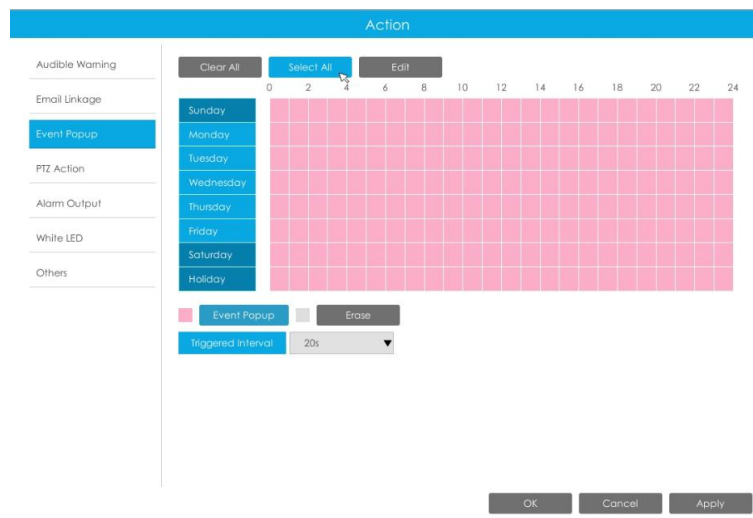 Action
Audible Warning
Email Linkage
Event Popup
PTZ Action
Alarm Output
White LED
Others
Clear All Select All Edit
0 2 4 6 8 10 12 14 16 18 20 22 24
Sunday
Monday
Tuesday
Wednesday
Thursday
Friday
Saturday
Holiday
Event Popup Erase
Triggered Interval 20s
OK Cancel Apply